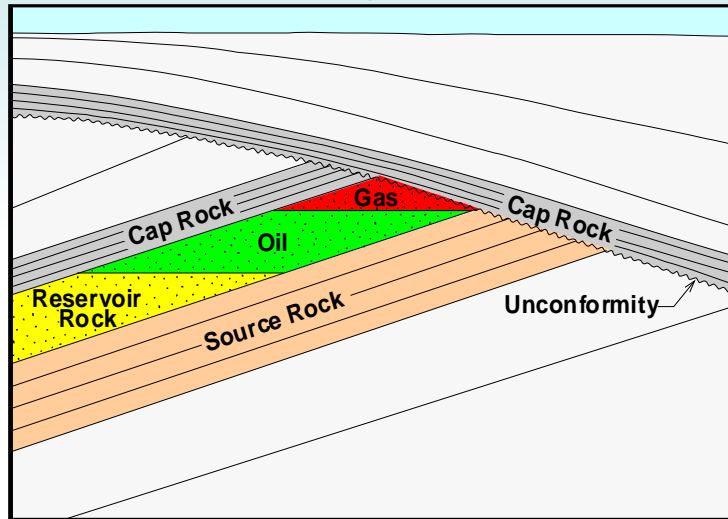 Gas
Cap Rock
Cap Rock
Oil
Reservoir
Rock
Source Rock
Unconformity